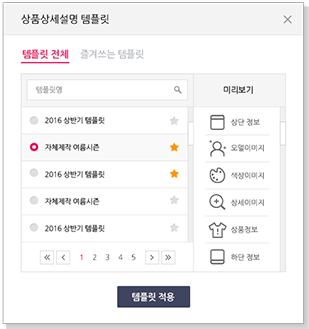 상품상세설명 템플릿
템플릿 전체 즐겨쓰는 템플릿
템플릿명
미리보기
2016 상반기 템플릿
자체제작 여름시즌
2016 상반기 템플릿
자체제작 여름시즌
2016 상반기 템플릿
1 2 3 4 5
상단 정보
모델이미지
색상이미지
상세이미지
상품정보
하단 정보
템플릿 적용